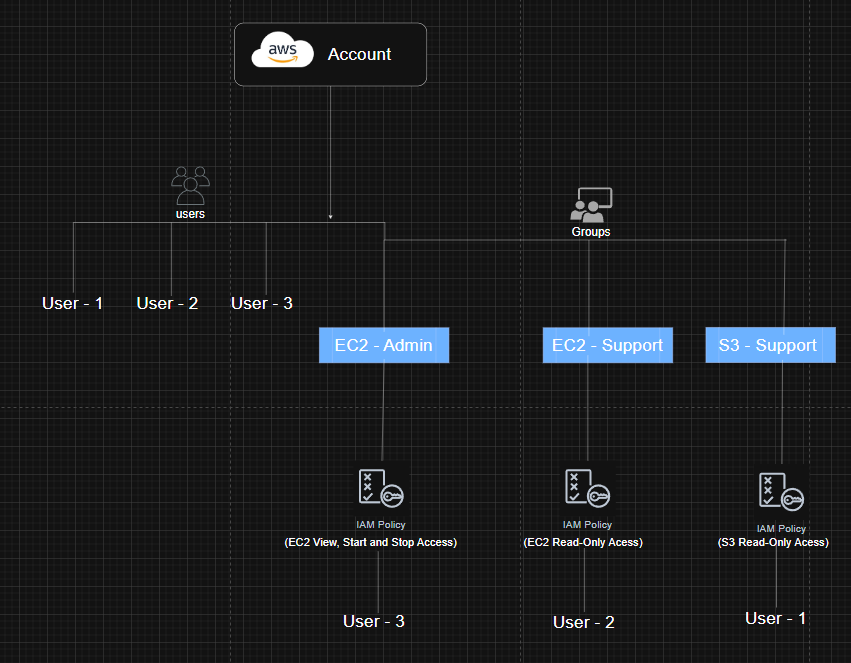 aws
Account
users
Groups
User - 1
User - 2
User - 3
EC2 - Admin
EC2 - Support
S3 - Support
IAM Policy
(EC2 View, Start and Stop Access)
IAM Policy
(EC2 Read-Only Acess)
IAM Policy
(S3 Read-Only Acess)
User - 3
User - 2
User - 1